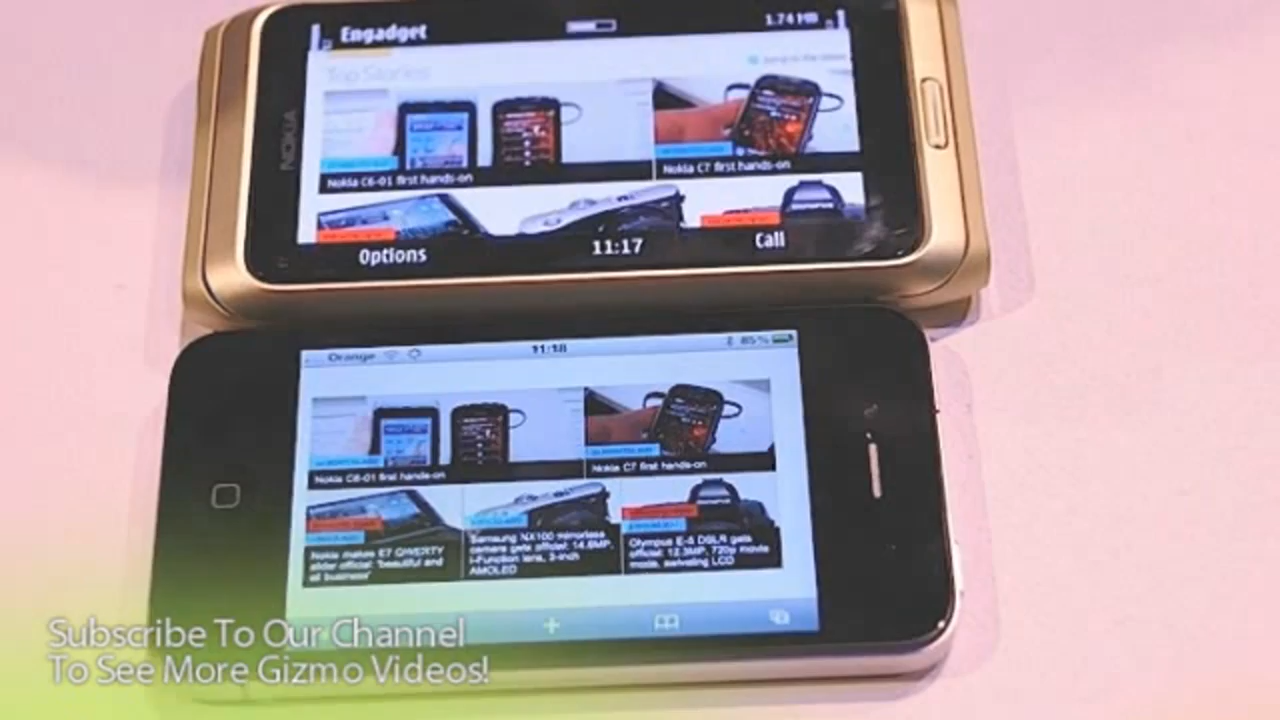 Engadget
1.74 MB
Top Stories
NOKIA
Nokia C6-01 first hands-on
Nokia C7 first hands-on
OLYMPUS
Options
11:17
Call
Orange
11:18
85%
Nokia C6-01 first hands-on
Nokia C7 first hands-on
Nokia makes E7 QWERTY
slider official: 'beautiful and
all business'
Samsung NX100 mirrorless
camera gets official: 14.6MP,
i-Function lens, 3-inch
AMOLED
Olympus E-5 DSLR gets
official: 12.3MP, 720p movie
mode, swiveling LCD
Subscribe To Our Channel
To See More Gizmo Videos!